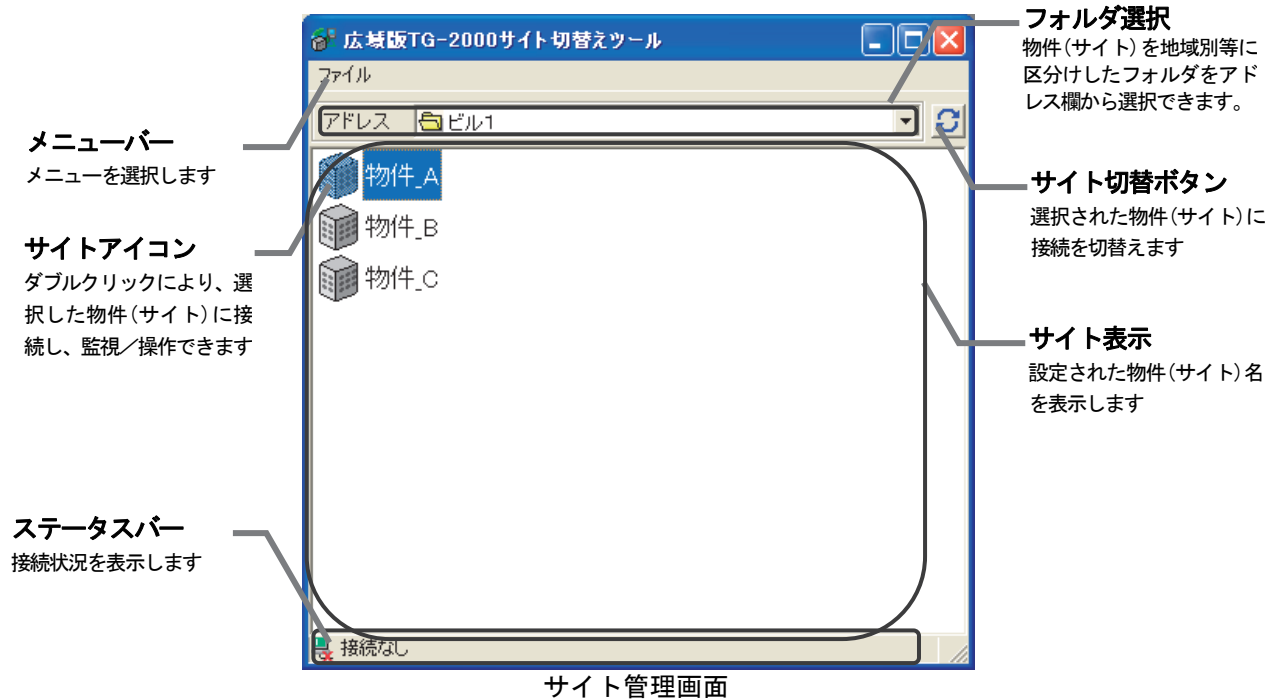 フォルダ選択
物件(サイト)を地域別等に
区分けしたフォルダをアド
レス欄から選択できます。
広域版TG-2000サイト切替えツール
ファイル
アドレス ビル1
メニューバー
メニューを選択します
物件_A
物件_B
物件_C
サイト切替ボタン
選択された物件(サイト)に
接続を切替えます
サイトアイコン
ダブルクリックにより、選
択した物件(サイト)に接
続し、監視／操作できます
サイト表示
設定された物件(サイト)名
を表示します
ステータスバー
接続状況を表示します
接続なし
サイト管理画面